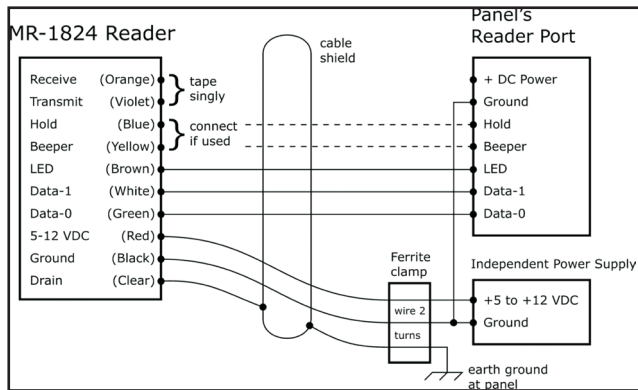 MR-1824 Reader
Receive (Orange)
Transmit (Violet)
Hold (Blue)
Beeper (Yellow)
LED (Brown)
Data-1 (White)
Data-0 (Green)
5-12 VDC (Red)
Ground (Black)
Drain (Clear)
tape
singly
connect
if used
cable
shield
Panel's
Reader Port
+ DC Power
Ground
Hold
Beeper
LED
Data-1
Data-0
Ferrite
clamp
wire 2
turns
Independent Power Supply
+5 to +12 VDC
Ground
earth ground
at panel